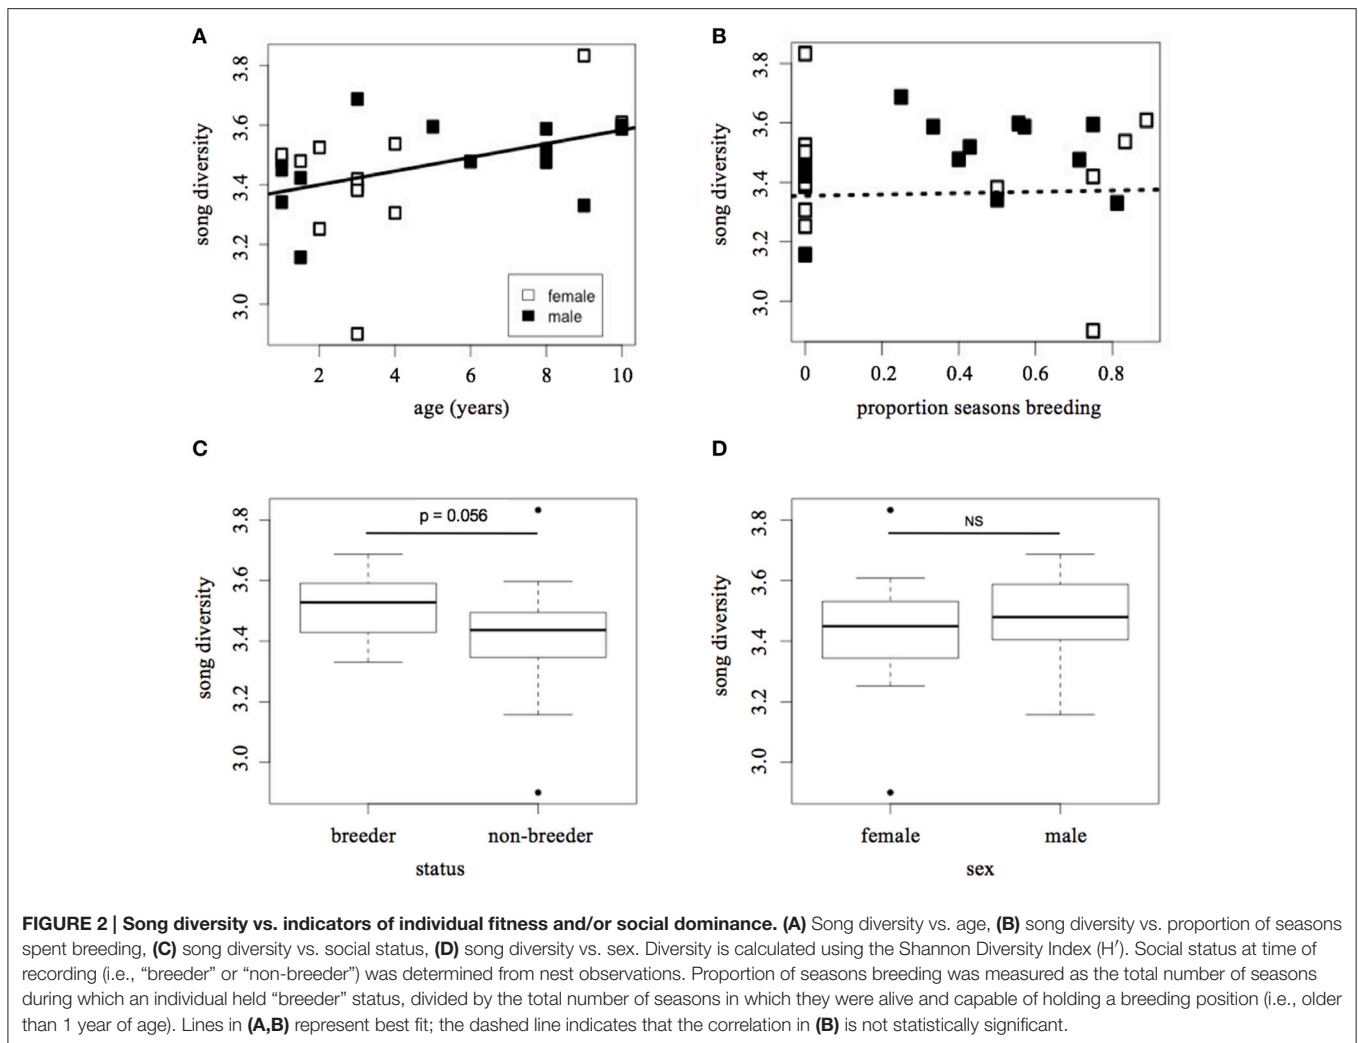 A
B
song diversity
3.8
3.6
3.4
3.2
3.0
female
male
2 4 6 8 10
age (years)
song diversity
3.8
3.6
3.4
3.2
3.0
0 0.2 0.4 0.6 0.8
proportion seasons breeding
C
D
song diversity
3.8
3.6
3.4
3.2
3.0
p = 0.056
breeder non-breeder
status
song diversity
3.8
3.6
3.4
3.2
3.0
NS
female male
sex
FIGURE 2 | Song diversity vs. indicators of individual fitness and/or social dominance. (A) Song diversity vs. age, (B) song diversity vs. proportion of seasons
spent breeding, (C) song diversity vs. social status, (D) song diversity vs. sex. Diversity is calculated using the Shannon Diversity Index (H′). Social status at time of
recording (i.e., “breeder” or “non-breeder”) was determined from nest observations. Proportion of seasons breeding was measured as the total number of seasons
during which an individual held “breeder” status, divided by the total number of seasons in which they were alive and capable of holding a breeding position (i.e., older
than 1 year of age). Lines in (A,B) represent best fit; the dashed line indicates that the correlation in (B) is not statistically significant.